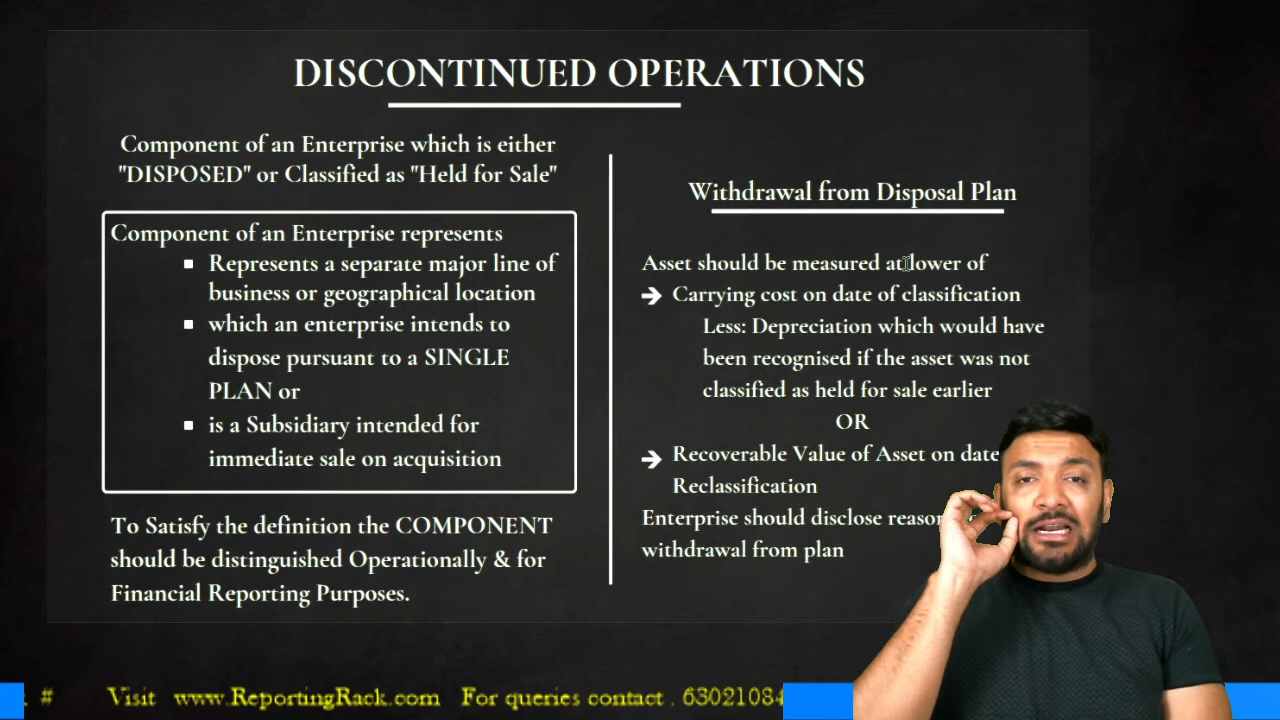 DISCONTINUED OPERATIONS
Component of an Enterprise which is either
"DISPOSED" or Classified as "Held for Sale"
Component of an Enterprise represents
▪ Represents a separate major line of
business or geographical location
▪ which an enterprise intends to
dispose pursuant to a SINGLE
PLAN or
▪ is a Subsidiary intended for
immediate sale on acquisition
To Satisfy the definition the COMPONENT
should be distinguished Operationally & for
Financial Reporting Purposes.
Withdrawal from Disposal Plan
Asset should be measured at lower of
➔ Carrying cost on date of classification
Less: Depreciation which would have
been recognised if the asset was not
classified as held for sale earlier
OR
➔ Recoverable Value of Asset on date
Reclassification
Enterprise should disclose
withdrawal from plan
# Visit www.ReportingRack.com For queries contact . 63021084